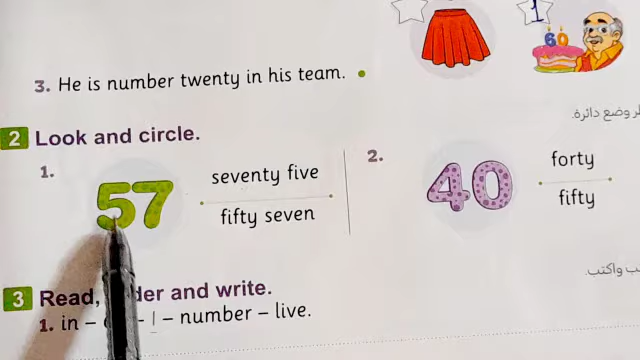 1
60
3. He is number twenty in his team.
2 Look and circle.
وضع دائرة.
1. 57
seventy five
fifty seven
2. 40
forty
fifty
3 Read, and write.
واكتب.
1. in – – – number – live.